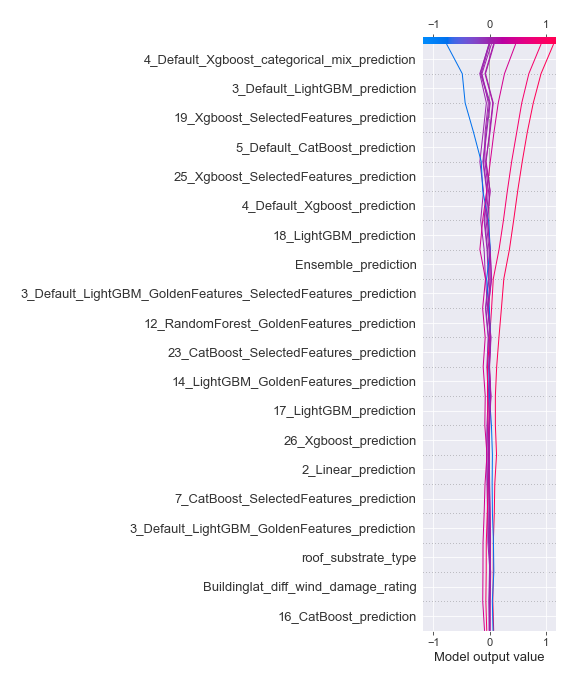 −1 0 1
4_Default_Xgboost_categorical_mix_prediction
3_Default_LightGBM_prediction
19_Xgboost_SelectedFeatures_prediction
5_Default_CatBoost_prediction
25_Xgboost_SelectedFeatures_prediction
4_Default_Xgboost_prediction
18_LightGBM_prediction
Ensemble_prediction
3_Default_LightGBM_GoldenFeatures_SelectedFeatures_prediction
12_RandomForest_GoldenFeatures_prediction
23_CatBoost_SelectedFeatures_prediction
14_LightGBM_GoldenFeatures_prediction
17_LightGBM_prediction
26_Xgboost_prediction
2_Linear_prediction
7_CatBoost_SelectedFeatures_prediction
3_Default_LightGBM_GoldenFeatures_prediction
roof_substrate_type
Buildinglat_diff_wind_damage_rating
16_CatBoost_prediction
−1 0 1
Model output value